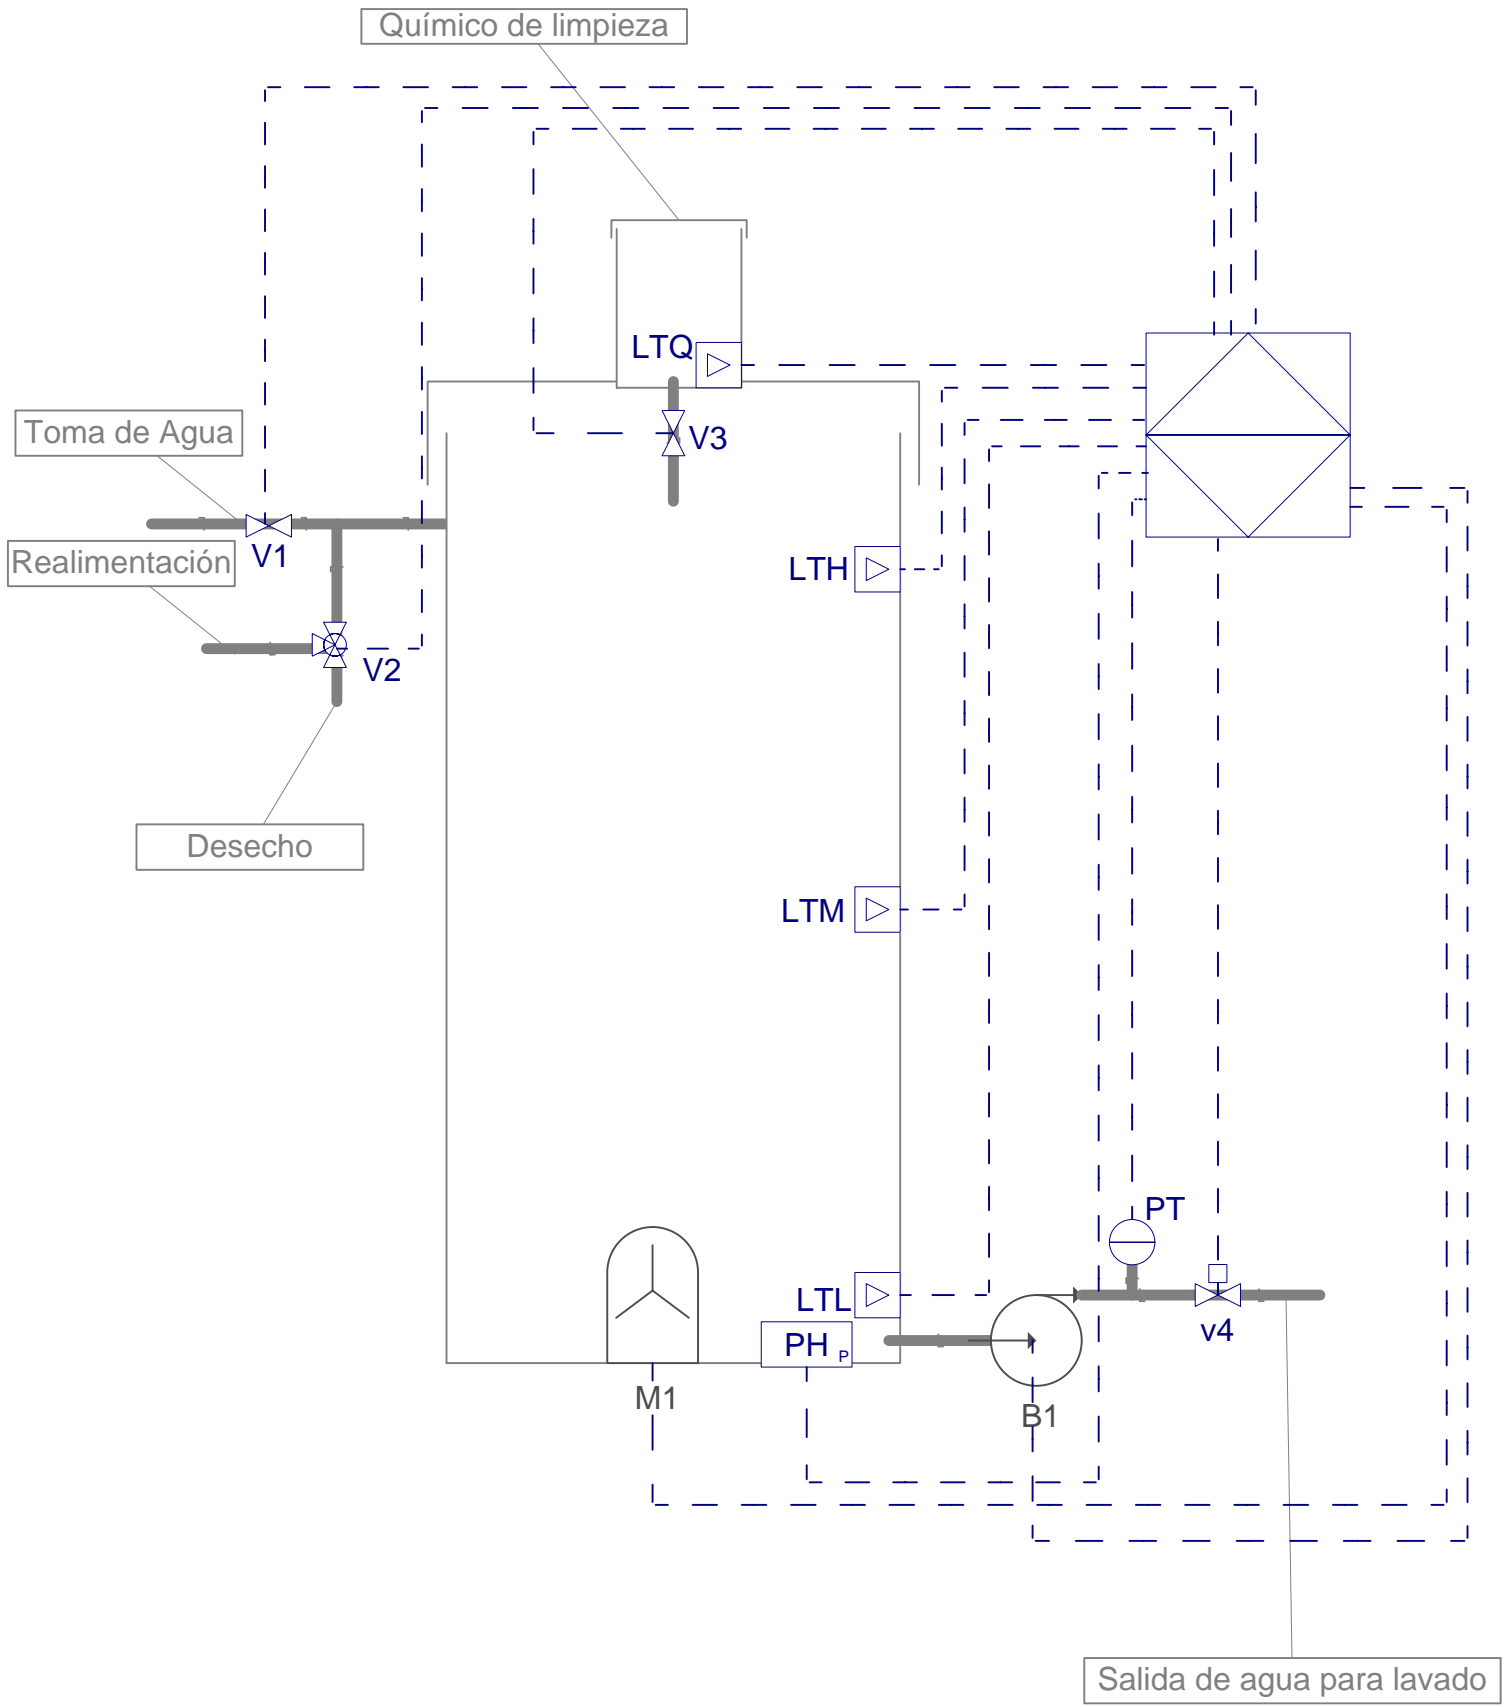 Químico de limpieza
LTQ
Toma de Agua
V3
V1
Realimentación
LTH
V2
Desecho
LTM
PT
LTL
v4
PH P
M1
B1
Salida de agua para lavado